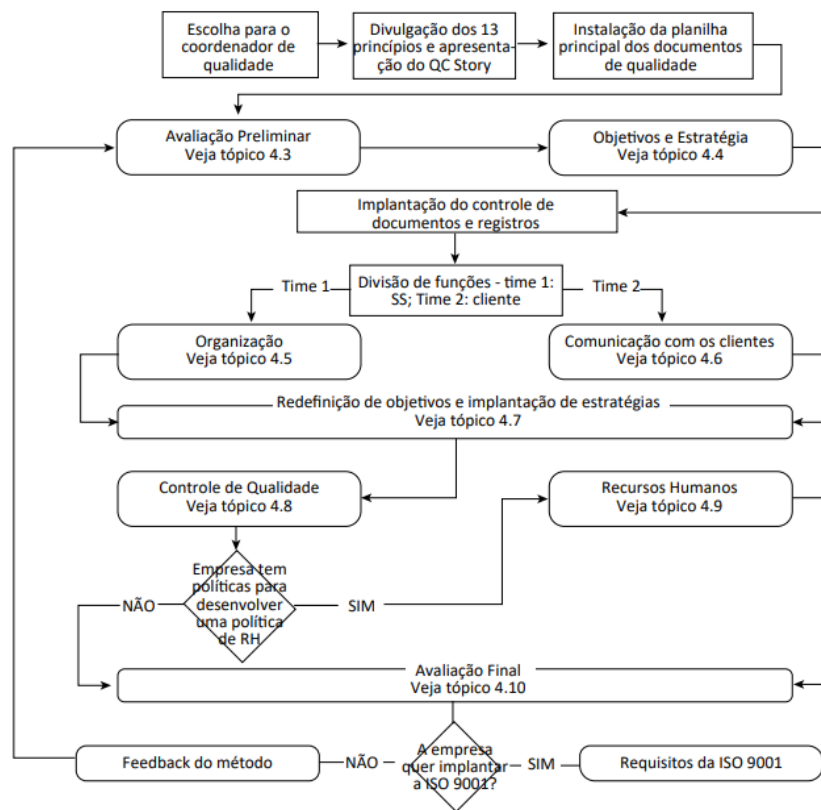 Escolha para o
coordenador de
qualidade
Divulgação dos 13
princípios e apresenta-
ção do QC Story
Instalação da planilha
principal dos documentos
de qualidade
Avaliação Preliminar
Veja tópico 4.3
Objetivos e Estratégia
Veja tópico 4.4
Implantação do controle de
documentos e registros
Time 1
Divisão de funções - time 1:
SS; Time 2: cliente
Time 2
Organização
Veja tópico 4.5
Comunicação com os clientes
Veja tópico 4.6
Redefinição de objetivos e implantação de estratégias
Veja tópico 4.7
Controle de Qualidade
Veja tópico 4.8
Recursos Humanos
Veja tópico 4.9
NÃO
Empresa tem
políticas para
desenvolver
uma política
de RH
SIM
Avaliação Final
Veja tópico 4.10
Feedback do método
NÃO
A empresa
quer implantar
a ISO 9001?
SIM
Requisitos da ISO 9001